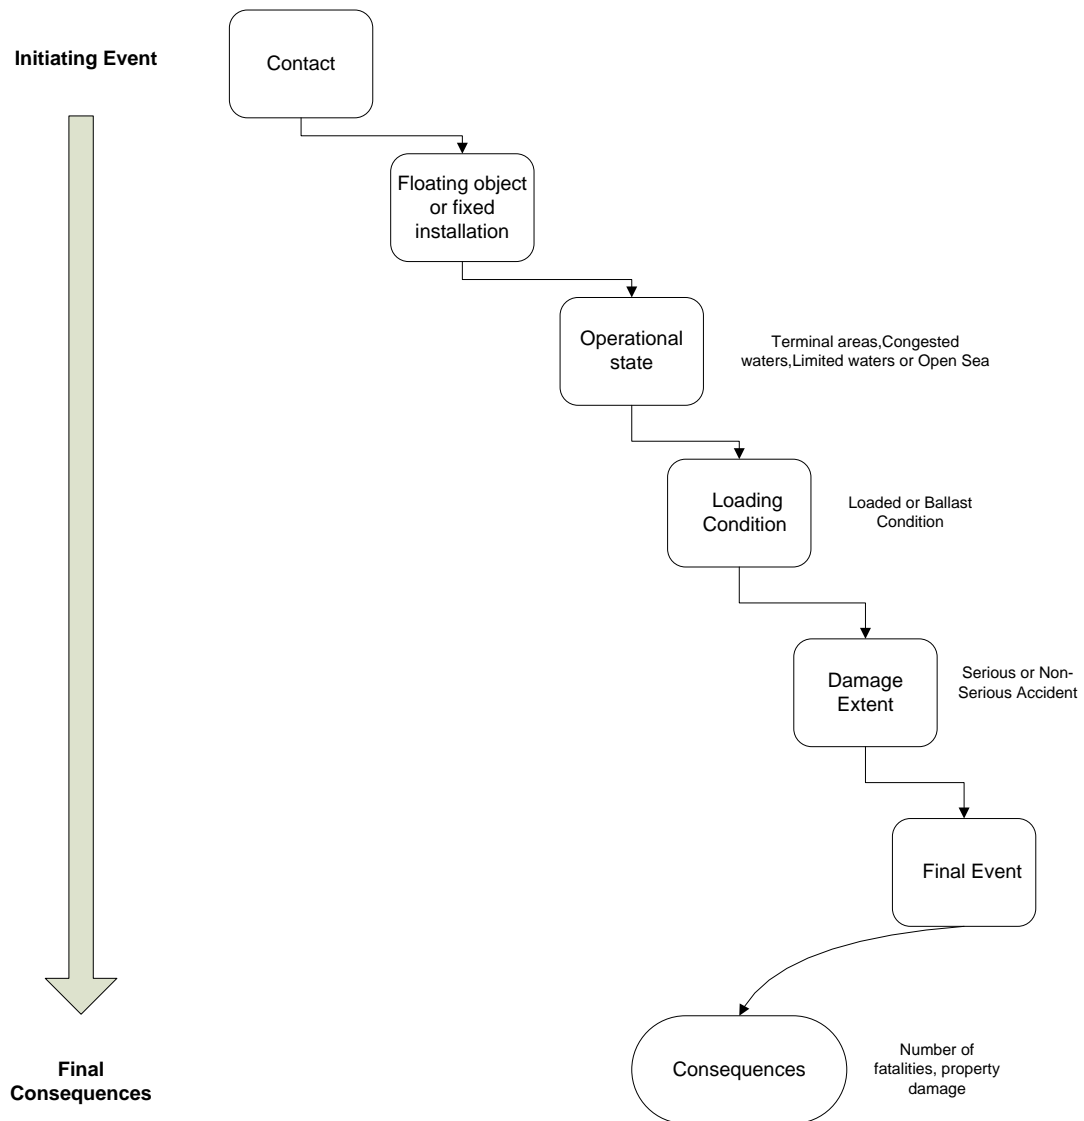 Initiating Event
Contact
Floating object
or fixed
installation
Operational
state
Terminal areas,Congested
waters,Limited waters or Open Sea
Loading
Condition
Loaded or Ballast
Condition
Damage
Extent
Serious or Non-
Serious Accident
Final Event
Final
Consequences
Consequences
Number of
fatalities, property
damage